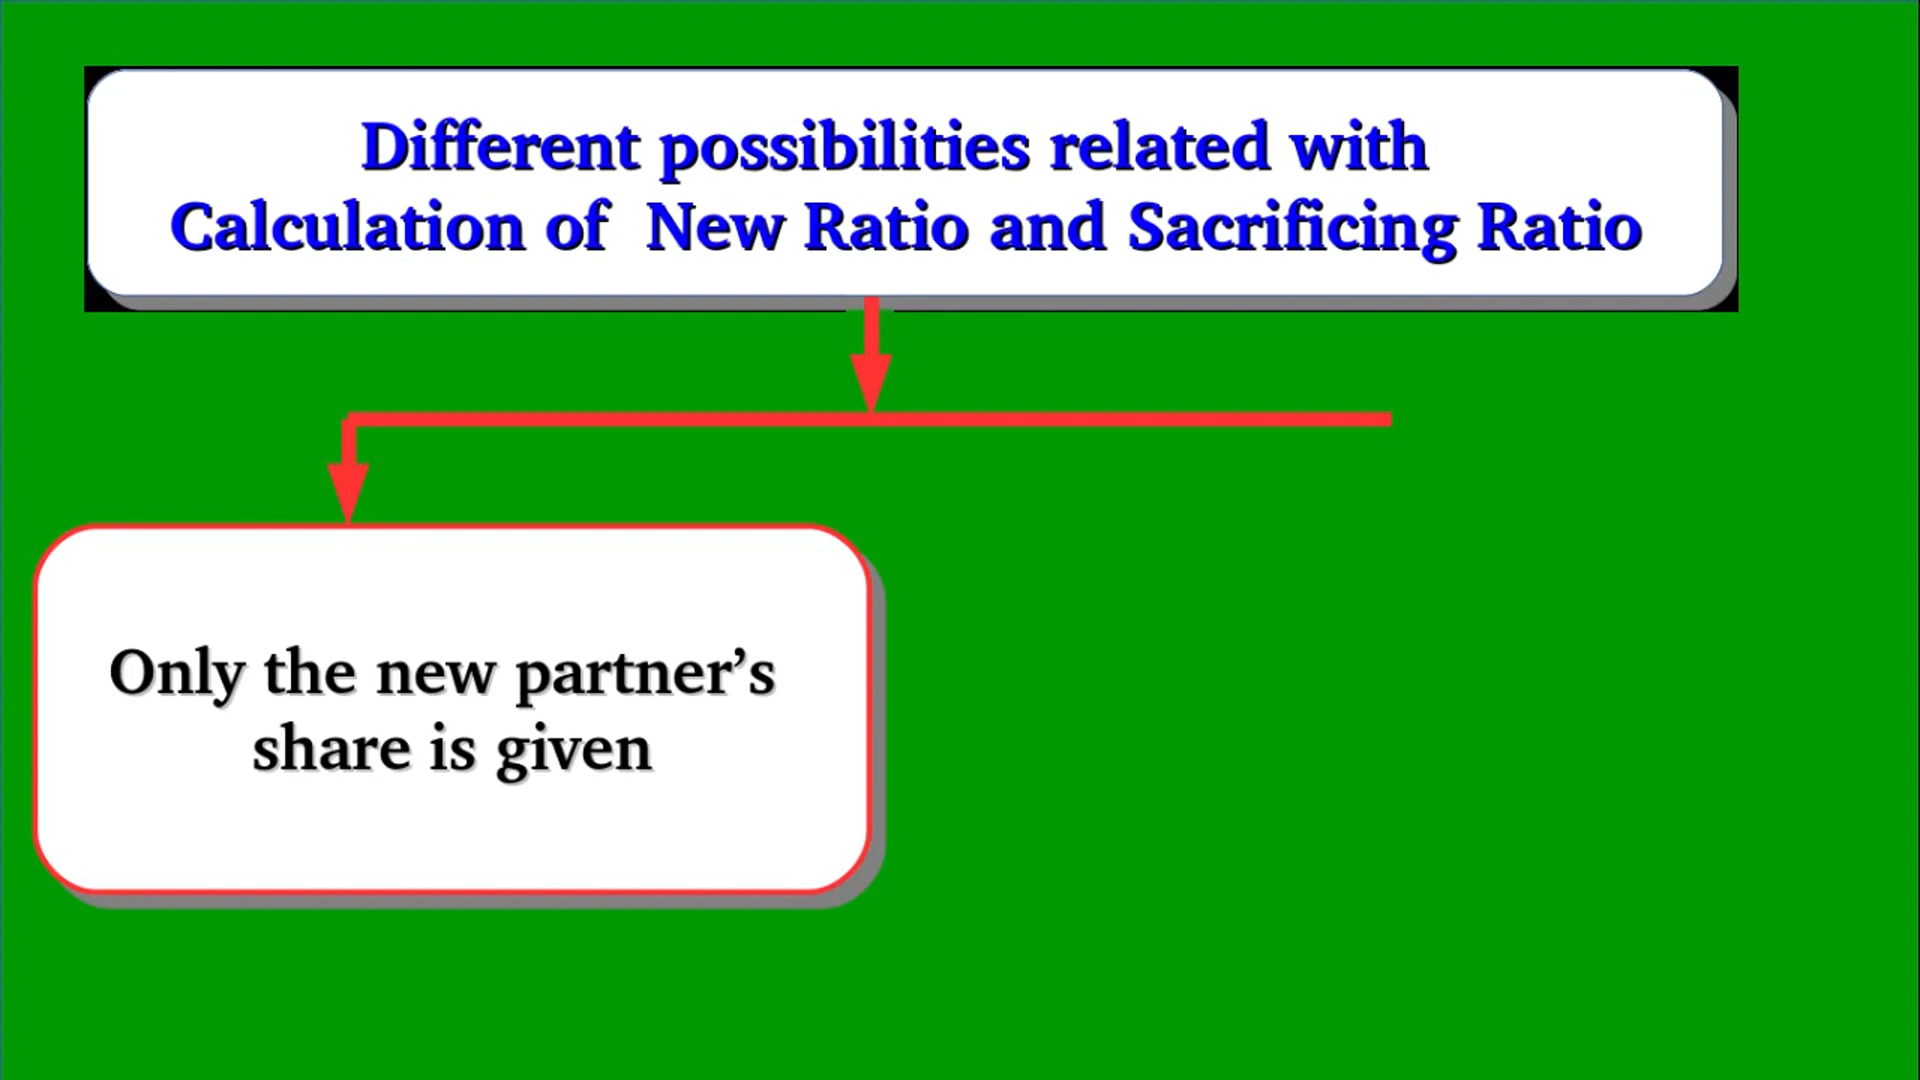 Different possibilities related with
Calculation of  New Ratio and Sacrificing Ratio
Only the new partner’s
share is given